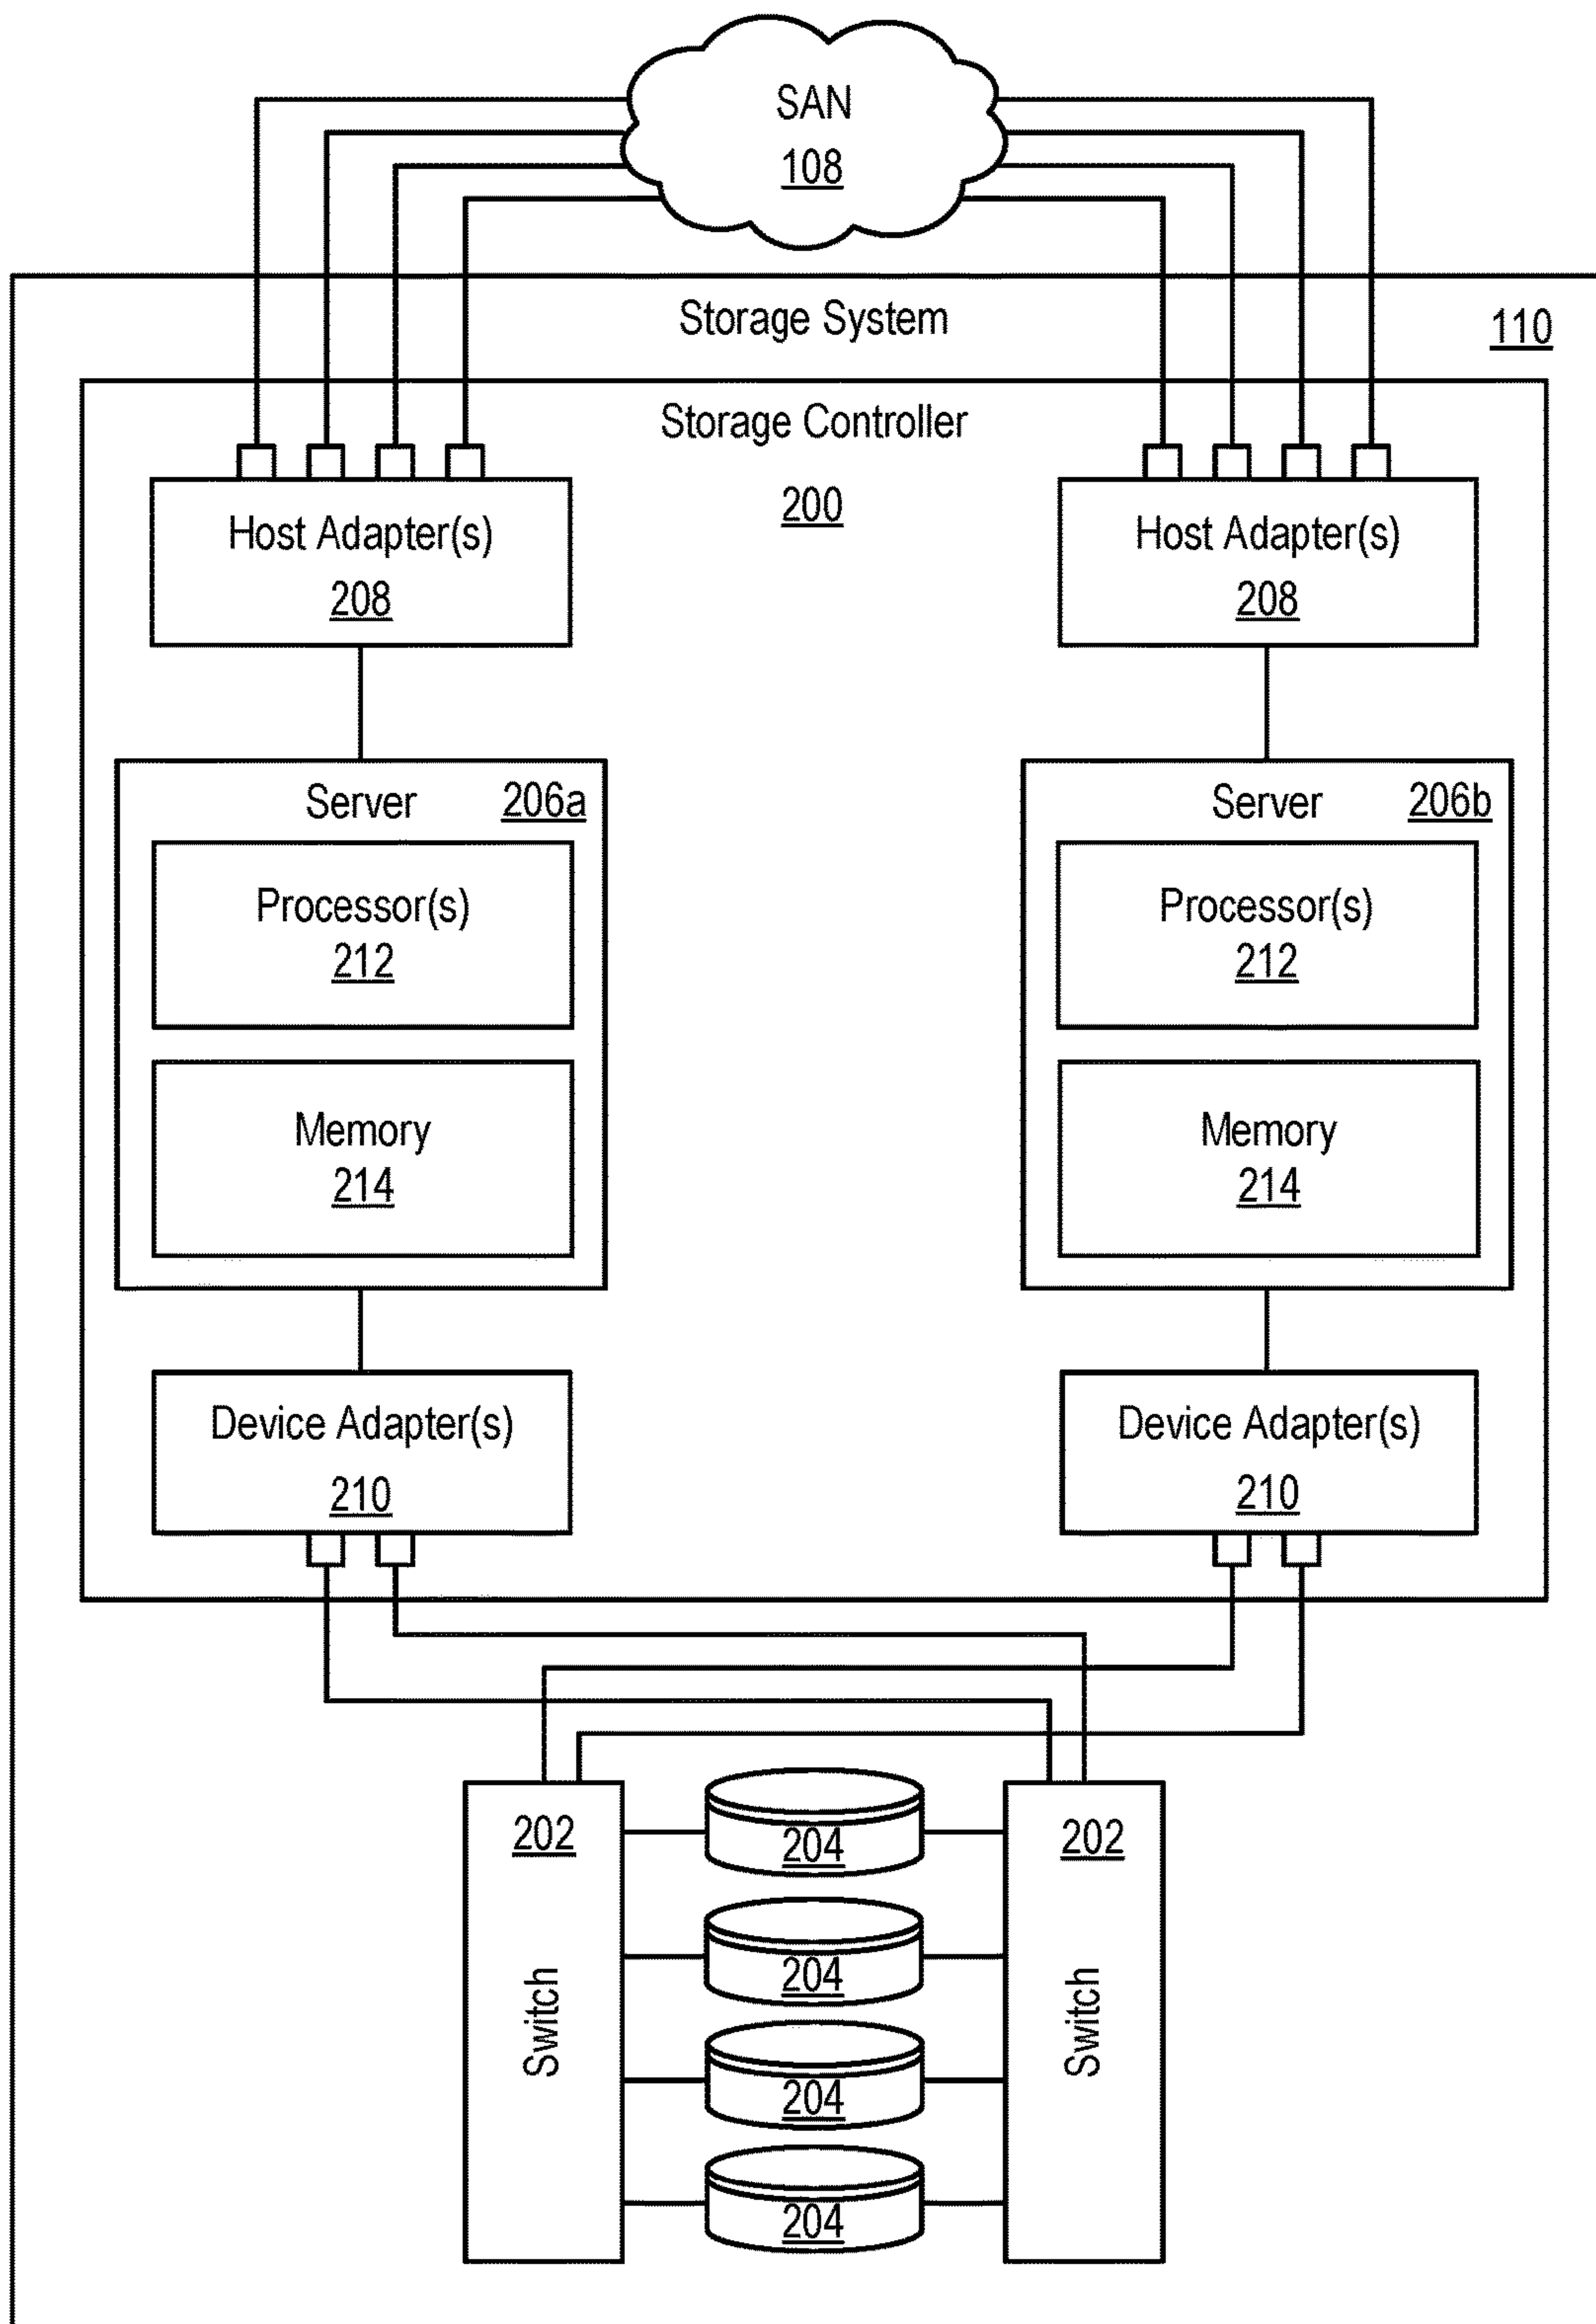 SAN
108
Storage System
110
Storage Controller
200
Host Adapter(s)
208
Host Adapter(s)
208
Server
206a
Processor(s)
212
Memory
214
Server
206b
Processor(s)
212
Memory
214
Device Adapter(s)
210
Device Adapter(s)
210
202
Switch
204
204
204
204
202
Switch